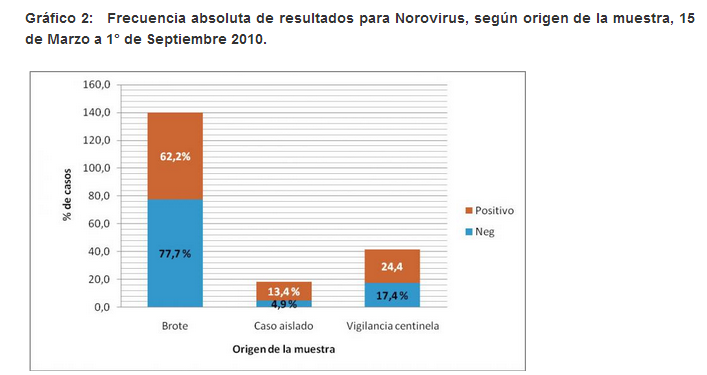 Gráfico 2: Frecuencia absoluta de resultados para Norovirus, según origen de la muestra, 15
de Marzo a 1° de Septiembre 2010.
160,0
140,0
120,0
100,0
80,0
60,0
40,0
20,0
0,0
% de casos
62,2%
77,7%
13,4%
4,9%
24,4
17,4%
Positivo
Neg
Brote
Caso aislado
Vigilancia centinela
Origen de la muestra